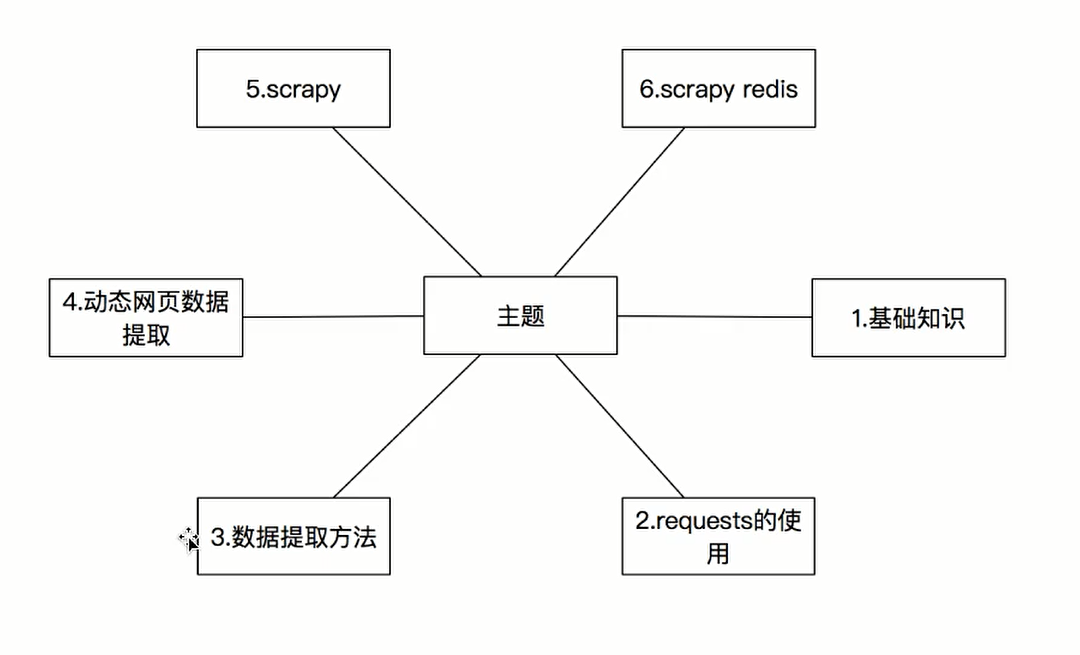 5.scrapy
6.scrapy redis
4.动态网页数据
提取
主题
1.基础知识
3.数据提取方法
2.requests的使
用